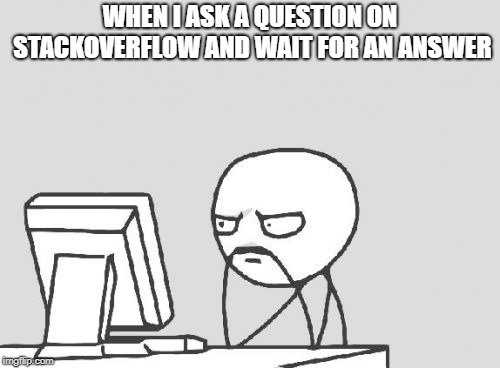 WHEN I ASK A QUESTION ON
STACKOVERFLOW AND WAIT FOR AN ANSWER
imgflip.com